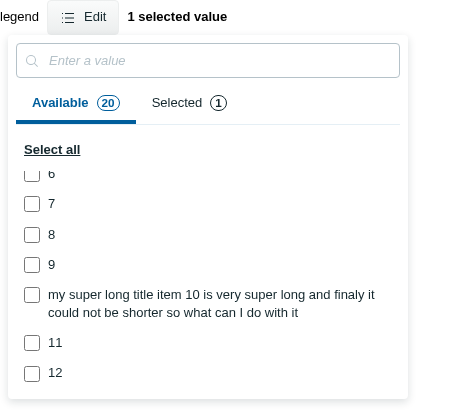 legend Edit 1 selected value
Enter a value
Available 20 Selected 1
Select all
6
7
8
9
my super long title item 10 is very super long and finaly it
could not be shorter so what can I do with it
11
12